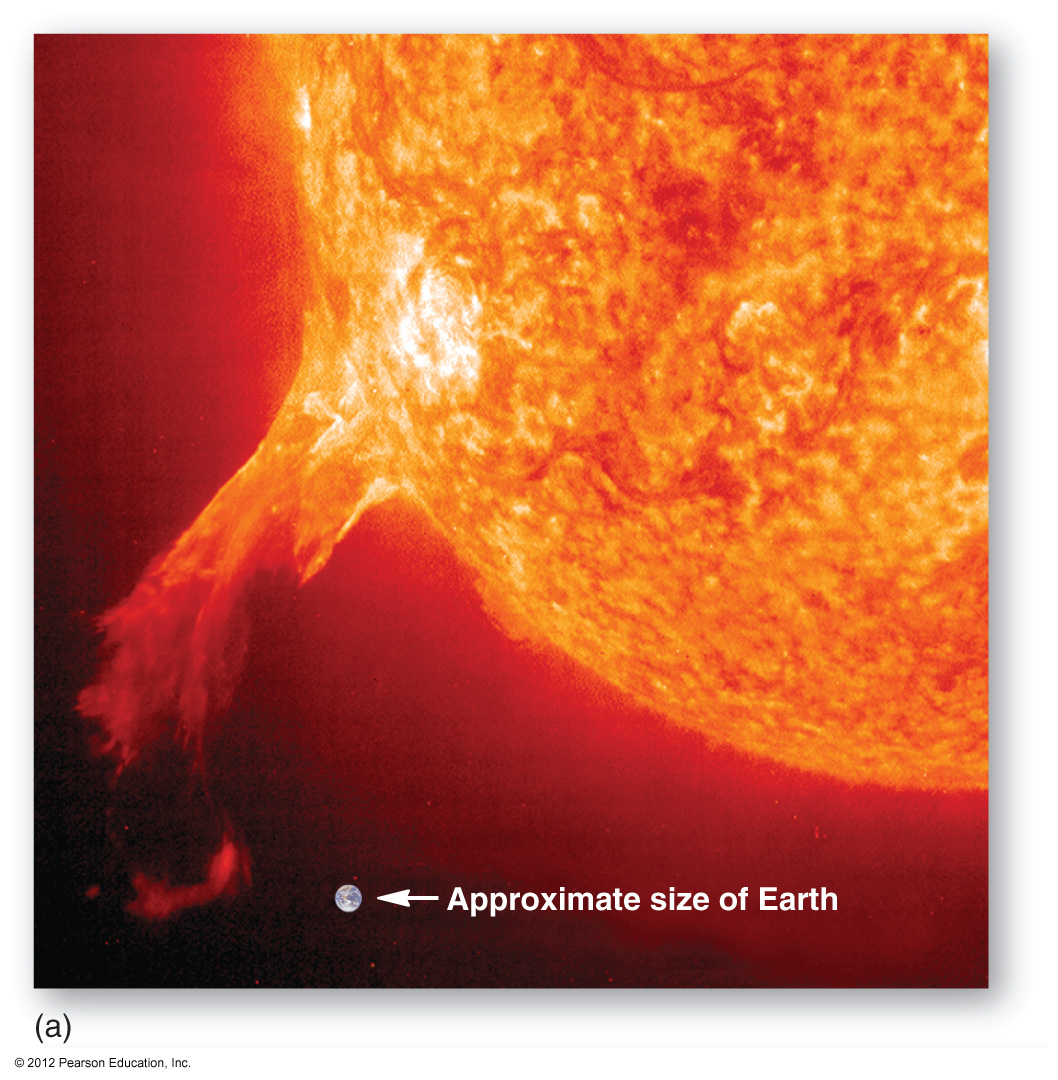 Approximate size of Earth
(a)
© 2012 Pearson Education, Inc.